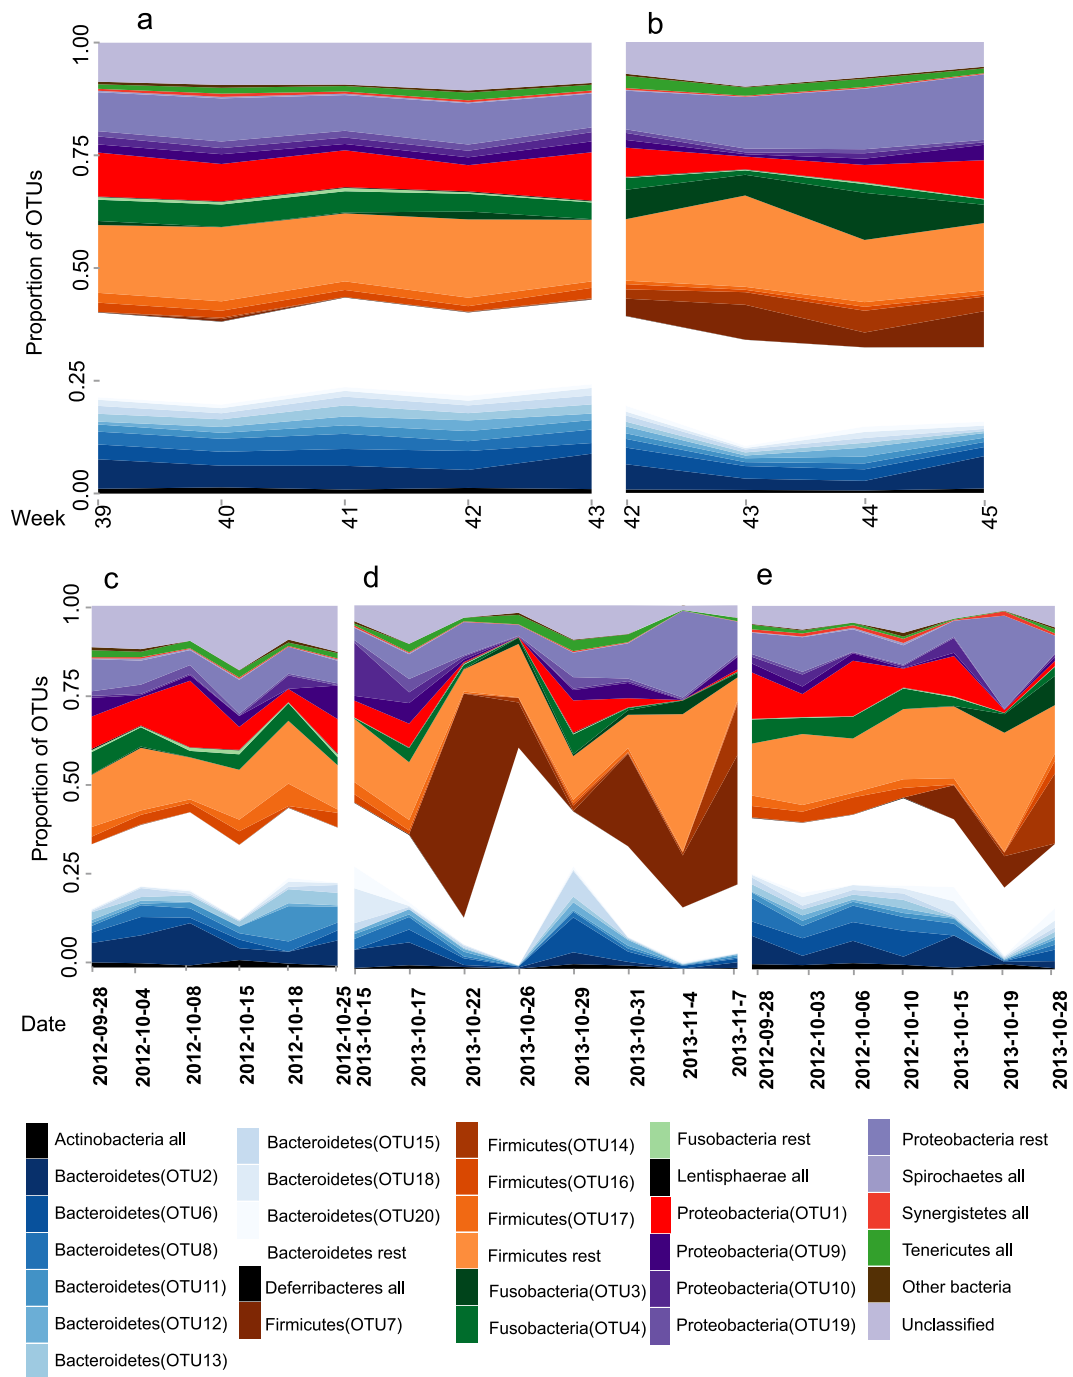 a
b
Proportion of OTUs
1.00
0.75
0.50
0.25
0.00
Week
39
40
41
42
43
42
43
44
45
c
d
e
Proportion of OTUs
1.00
0.75
0.50
0.25
0.00
Date
2012-09-28
2012-10-04
2012-10-08
2012-10-15
2012-10-18
2012-10-25
2013-10-15
2013-10-17
2013-10-22
2013-10-26
2013-10-29
2013-10-31
2013-11-4
2013-11-7
2012-09-28
2012-10-03
2012-10-06
2012-10-10
2013-10-15
2013-10-19
2013-10-28
Actinobacteria all
Bacteroidetes(OTU2)
Bacteroidetes(OTU6)
Bacteroidetes(OTU8)
Bacteroidetes(OTU11)
Bacteroidetes(OTU12)
Bacteroidetes(OTU13)
Bacteroidetes(OTU15)
Bacteroidetes(OTU18)
Bacteroidetes(OTU20)
Bacteroidetes rest
Deferribacteres all
Firmicutes(OTU7)
Firmicutes(OTU14)
Firmicutes(OTU16)
Firmicutes(OTU17)
Firmicutes rest
Fusobacteria(OTU3)
Fusobacteria(OTU4)
Fusobacteria rest
Lentisphaerae all
Proteobacteria(OTU1)
Proteobacteria(OTU9)
Proteobacteria(OTU10)
Proteobacteria(OTU19)
Proteobacteria rest
Spirochaetes all
Synergistetes all
Tenericutes all
Other bacteria
Unclassified